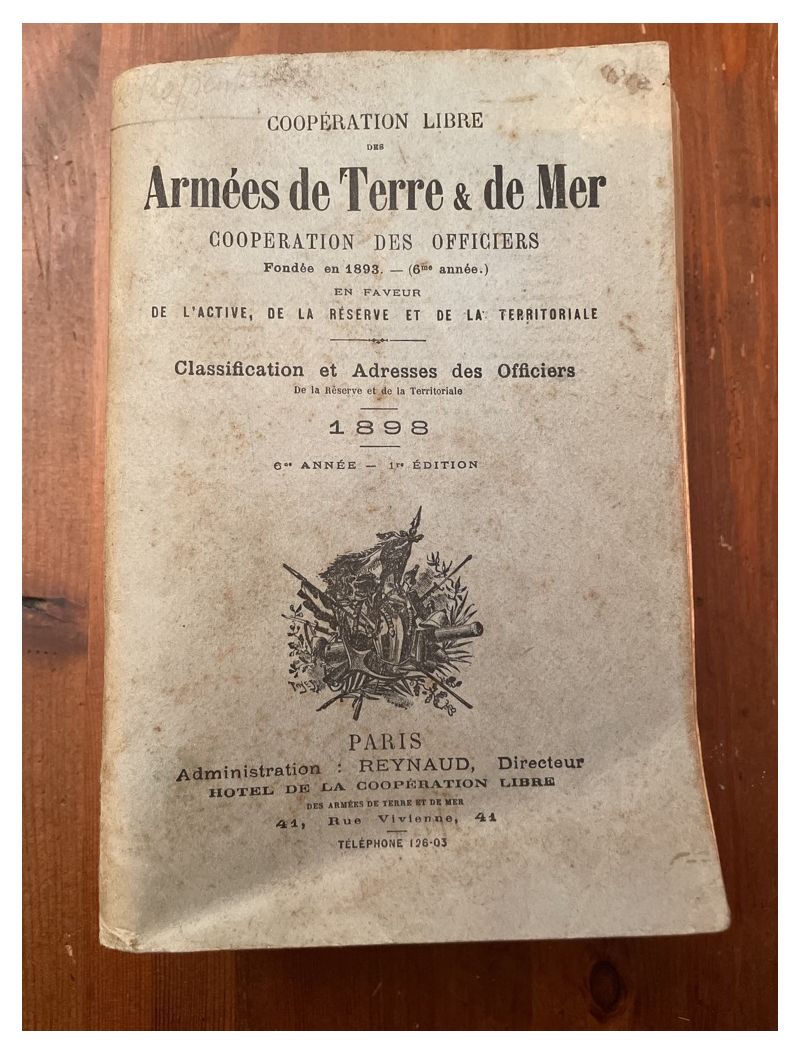 COOPÉRATION LIBRE
DES
Armées de Terre & de Mer
COOPÉRATION DES OFFICIERS
Fondée en 1893. — (6me année.)
EN FAVEUR
DE L'ACTIVE, DE LA RÉSERVE ET DE LA TERRITORIALE
Classification et Adresses des Officiers
De la Réserve et de la Territoriale
1898
6me ANNÉE — 1re ÉDITION
PARIS
Administration : REYNAUD, Directeur
HOTEL DE LA COOPÉRATION LIBRE
DES ARMÉES DE TERRE ET DE MER
41, Rue Vivienne, 41
TÉLÉPHONE 126-03